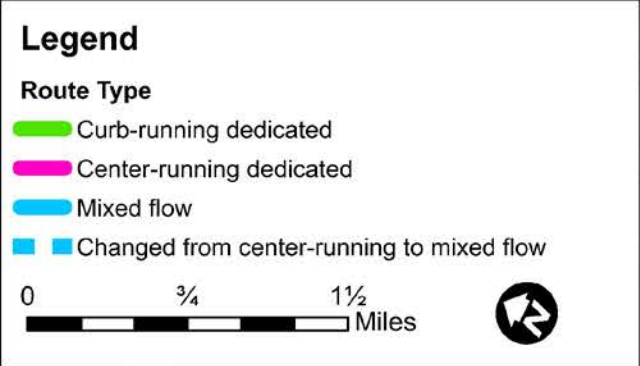 Legend
Route Type
Curb-running dedicated
Center-running dedicated
Mixed flow
Changed from center-running to mixed flow
0 ¾ 1½
Miles
N